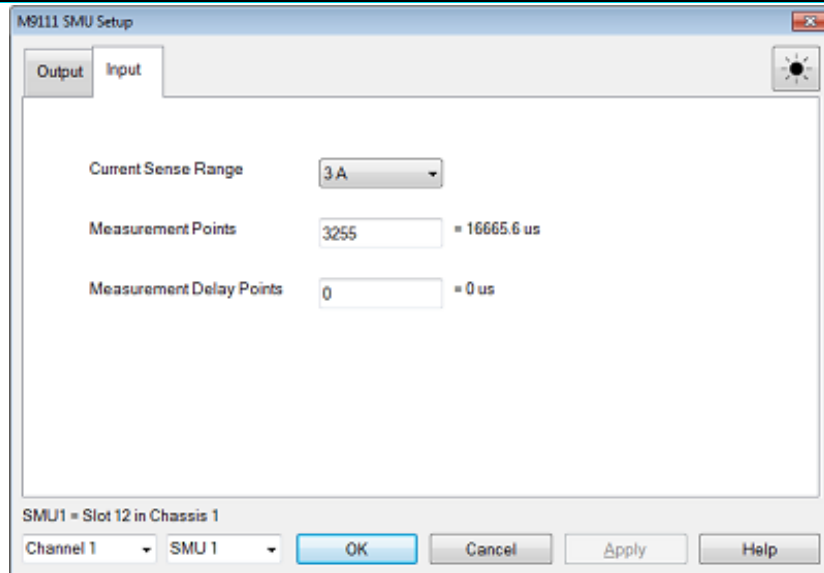 M9111 SMU Setup
Output Input
Current Sense Range 3 A
Measurement Points 3255 = 16665.6 us
Measurement Delay Points 0 = 0 us
SMU1 = Slot 12 in Chassis 1
Channel 1 SMU 1 OK Cancel Apply Help